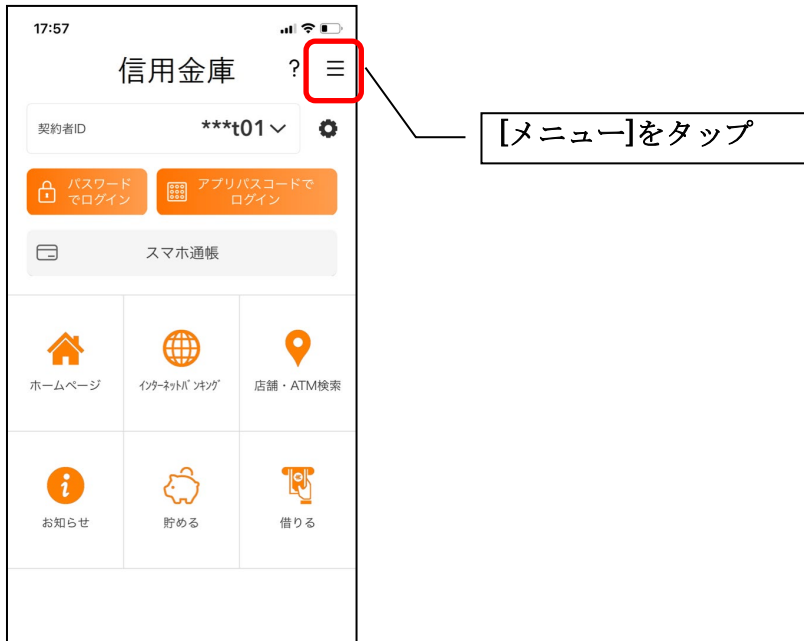 17:57
信用金庫 ?
契約者ID ***t01
パスワード
でログイン
アプリパスコードで
ログイン
スマホ通帳
ホームページ
インターネットバンキング
店舗・ATM検索
お知らせ
貯める
借りる
[メニュー]をタップ